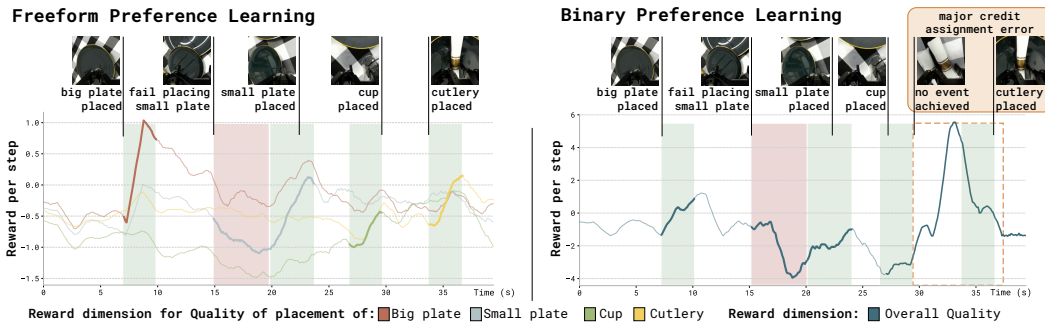 Freeform Preference Learning
big plate
placed
fail placing
small plate
small plate
placed
cup
placed
cutlery
placed
Reward per step
1.0
0.5
0.0
−0.5
−1.0
−1.5
0
5
10
15
20
25
30
35
Time (s)
Binary Preference Learning
major credit
assignment error
big plate
placed
fail placing
small plate
small plate
placed
cup
placed
no event
achieved
cutlery
placed
Reward per step
6
4
2
0
−2
−4
0
5
10
15
20
25
30
35
Time (s)
Reward dimension for Quality of placement of: Big plate Small plate Cup Cutlery
Reward dimension: Overall Quality